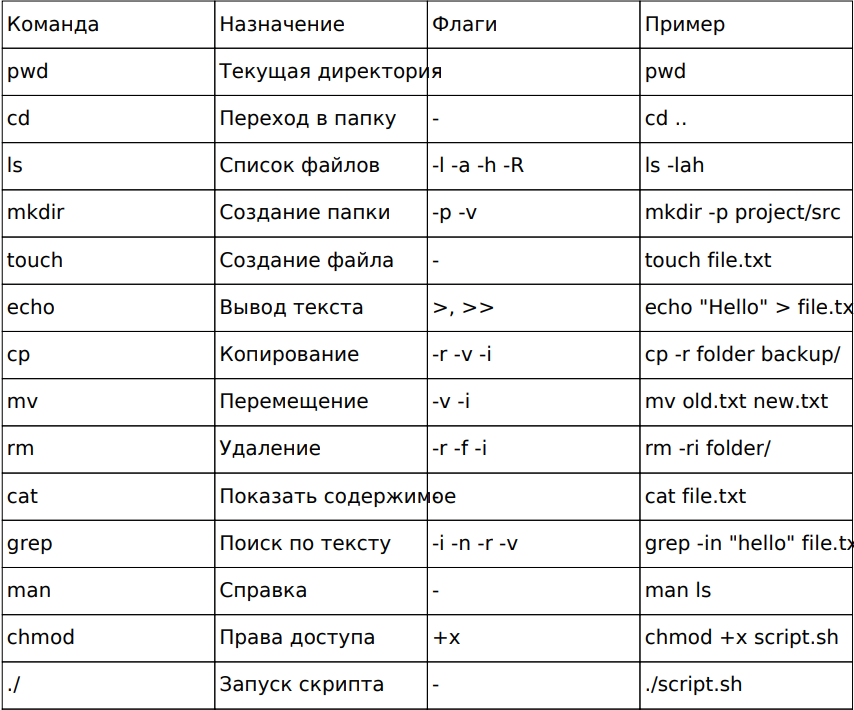 Команда Назначение Флаги Пример
pwd Текущая директория pwd
cd Переход в папку - cd ..
ls Список файлов -l -a -h -R ls -lah
mkdir Создание папки -p -v mkdir -p project/src
touch Создание файла - touch file.txt
echo Вывод текста >, >> echo "Hello" > file.tx
cp Копирование -r -v -i cp -r folder backup/
mv Перемещение -v -i mv old.txt new.txt
rm Удаление -r -f -i rm -ri folder/
cat Показать содержимое - cat file.txt
grep Поиск по тексту -i -n -r -v grep -in "hello" file.tx
man Справка - man ls
chmod Права доступа +x chmod +x script.sh
./ Запуск скрипта - ./script.sh